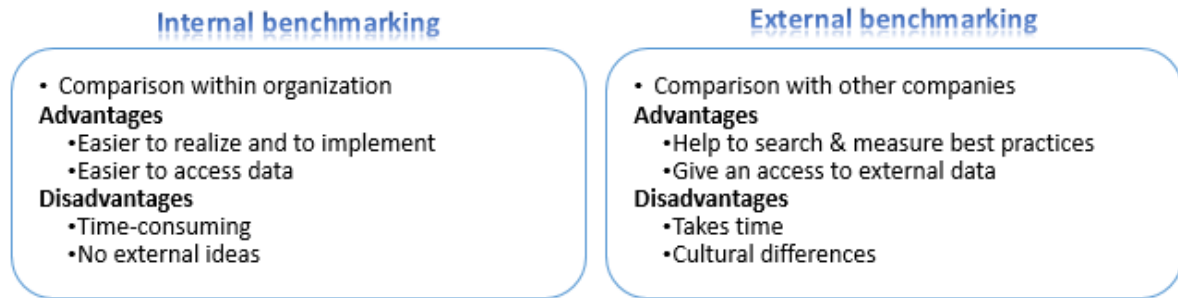 Internal benchmarking
• Comparison within organization
Advantages
•Easier to realize and to implement
•Easier to access data
Disadvantages
•Time-consuming
•No external ideas
External benchmarking
• Comparison with other companies
Advantages
•Help to search & measure best practices
•Give an access to external data
Disadvantages
•Takes time
•Cultural differences